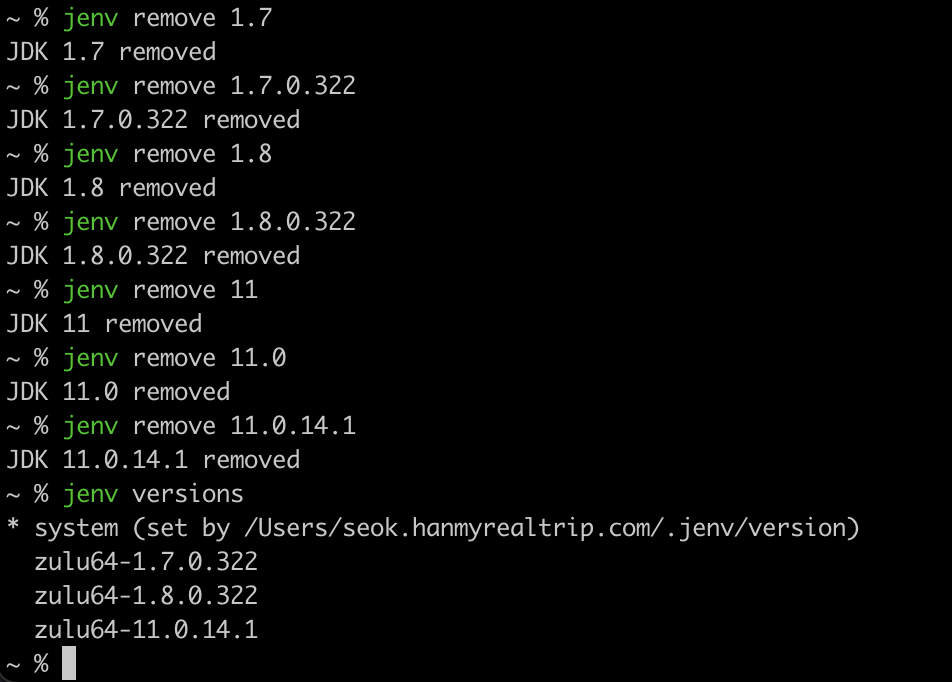 ~ % jenv remove 1.7
JDK 1.7 removed
~ % jenv remove 1.7.0.322
JDK 1.7.0.322 removed
~ % jenv remove 1.8
JDK 1.8 removed
~ % jenv remove 1.8.0.322
JDK 1.8.0.322 removed
~ % jenv remove 11
JDK 11 removed
~ % jenv remove 11.0
JDK 11.0 removed
~ % jenv remove 11.0.14.1
JDK 11.0.14.1 removed
~ % jenv versions
* system (set by /Users/seok.hanmyrealtrip.com/.jenv/version)
  zulu64-1.7.0.322
  zulu64-1.8.0.322
  zulu64-11.0.14.1
~ %